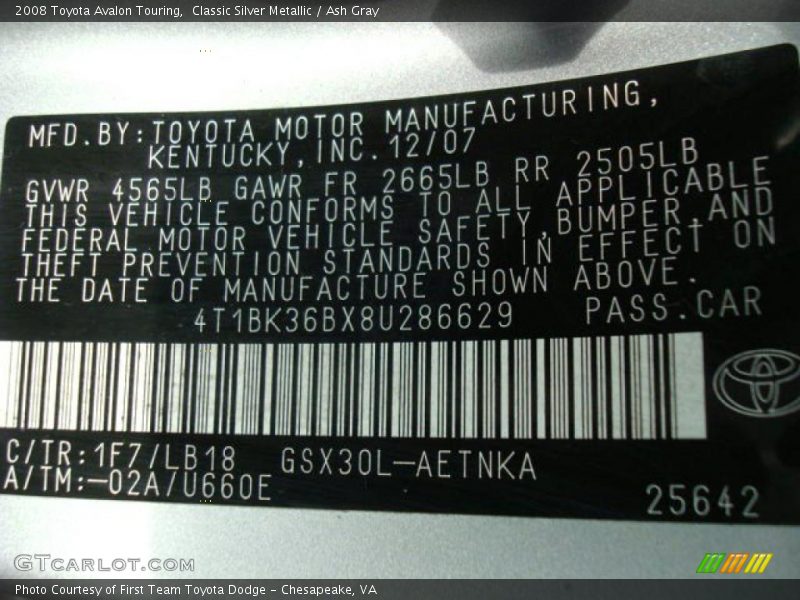 2008 Toyota Avalon Touring,  Classic Silver Metallic / Ash Gray
MFD.BY:TOYOTA MOTOR MANUFACTURING,
KENTUCKY,INC.12/07
GVWR 4565LB GAWR FR 2665LB RR 2505LB
THIS VEHICLE CONFORMS TO ALL APPLICABLE
FEDERAL MOTOR VEHICLE SAFETY,BUMPER,AND
THEFT PREVENTION STANDARDS IN EFFECT ON
THE DATE OF MANUFACTURE SHOWN ABOVE.
4T1BK36BX8U286629 PASS.CAR
C/TR:1F7/LB18 GSX30L-AETNKA
A/TM:-02A/U660E
25642
GTCARLOT.COM
Photo Courtesy of First Team Toyota Dodge - Chesapeake, VA